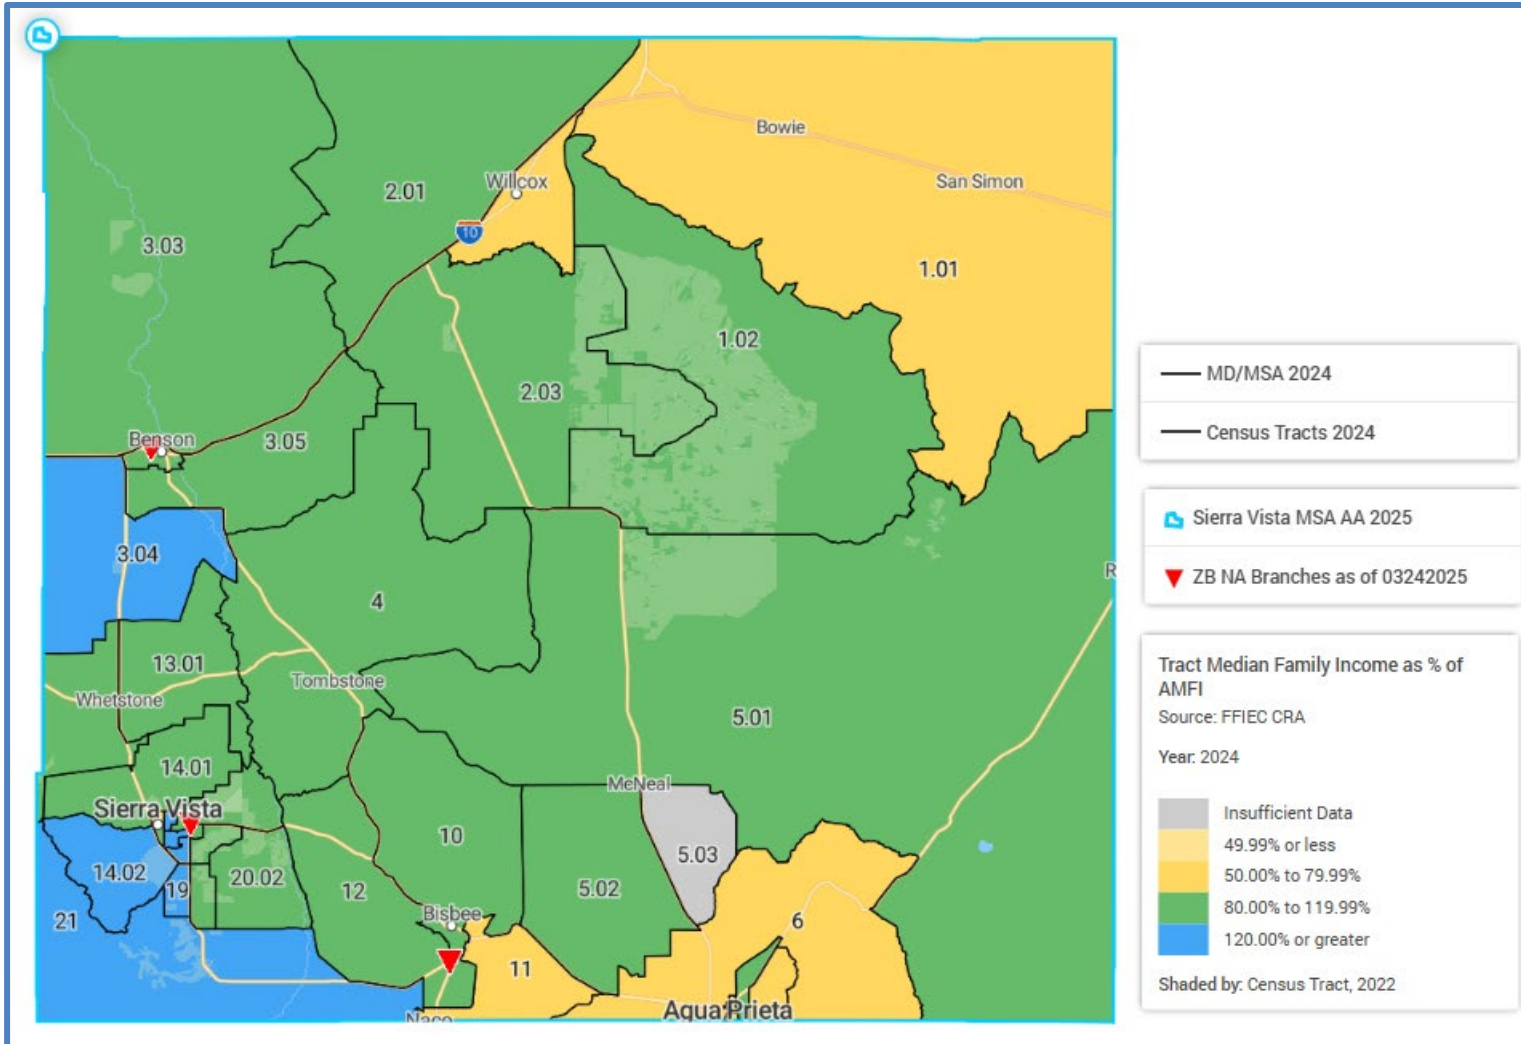 Bowie
San Simon
Willcox
2.01
10
3.03
1.01
1.02
2.03
Benson
3.05
3.04
R
4
13.01
Tombstone
Whetstone
5.01
14.01
McNeal
Sierra Vista
10
5.03
14.02
19
20.02
12
5.02
21
Bisbee
6
11
Agua Prieta
Naco
MD/MSA 2024
Census Tracts 2024
Sierra Vista MSA AA 2025
ZB NA Branches as of 03242025
Tract Median Family Income as % of
AMFI
Source: FFIEC CRA
Year: 2024
Insufficient Data
49.99% or less
50.00% to 79.99%
80.00% to 119.99%
120.00% or greater
Shaded by: Census Tract, 2022